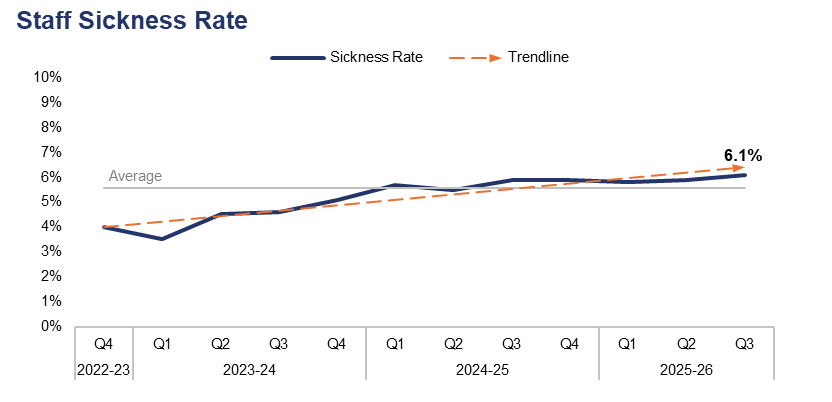 Staff Sickness Rate
Sickness Rate Trendline
10%
9%
8%
7%
6.1%
6%
Average
5%
4%
3%
2%
1%
0%
Q4 Q1 Q2 Q3 Q4 Q1 Q2 Q3 Q4 Q1 Q2 Q3
2022-23 2023-24 2024-25 2025-26